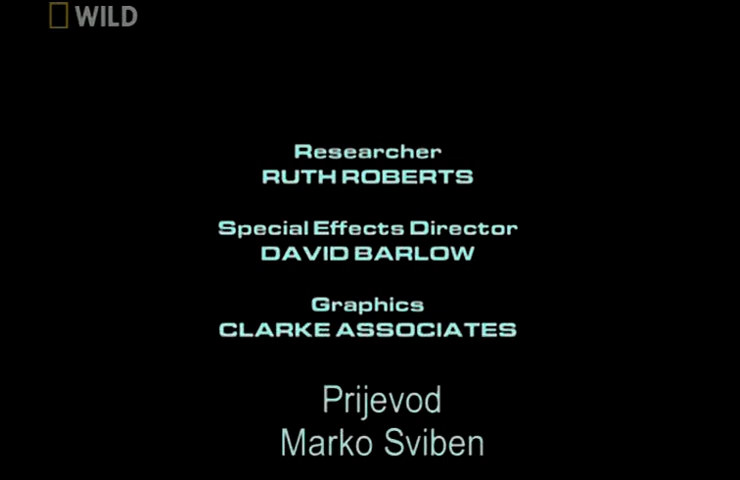 WILD
Researcher
RUTH ROBERTS
Special Effects Director
DAVID BARLOW
Graphics
CLARKE ASSOCIATES
Prijevod
Marko Sviben